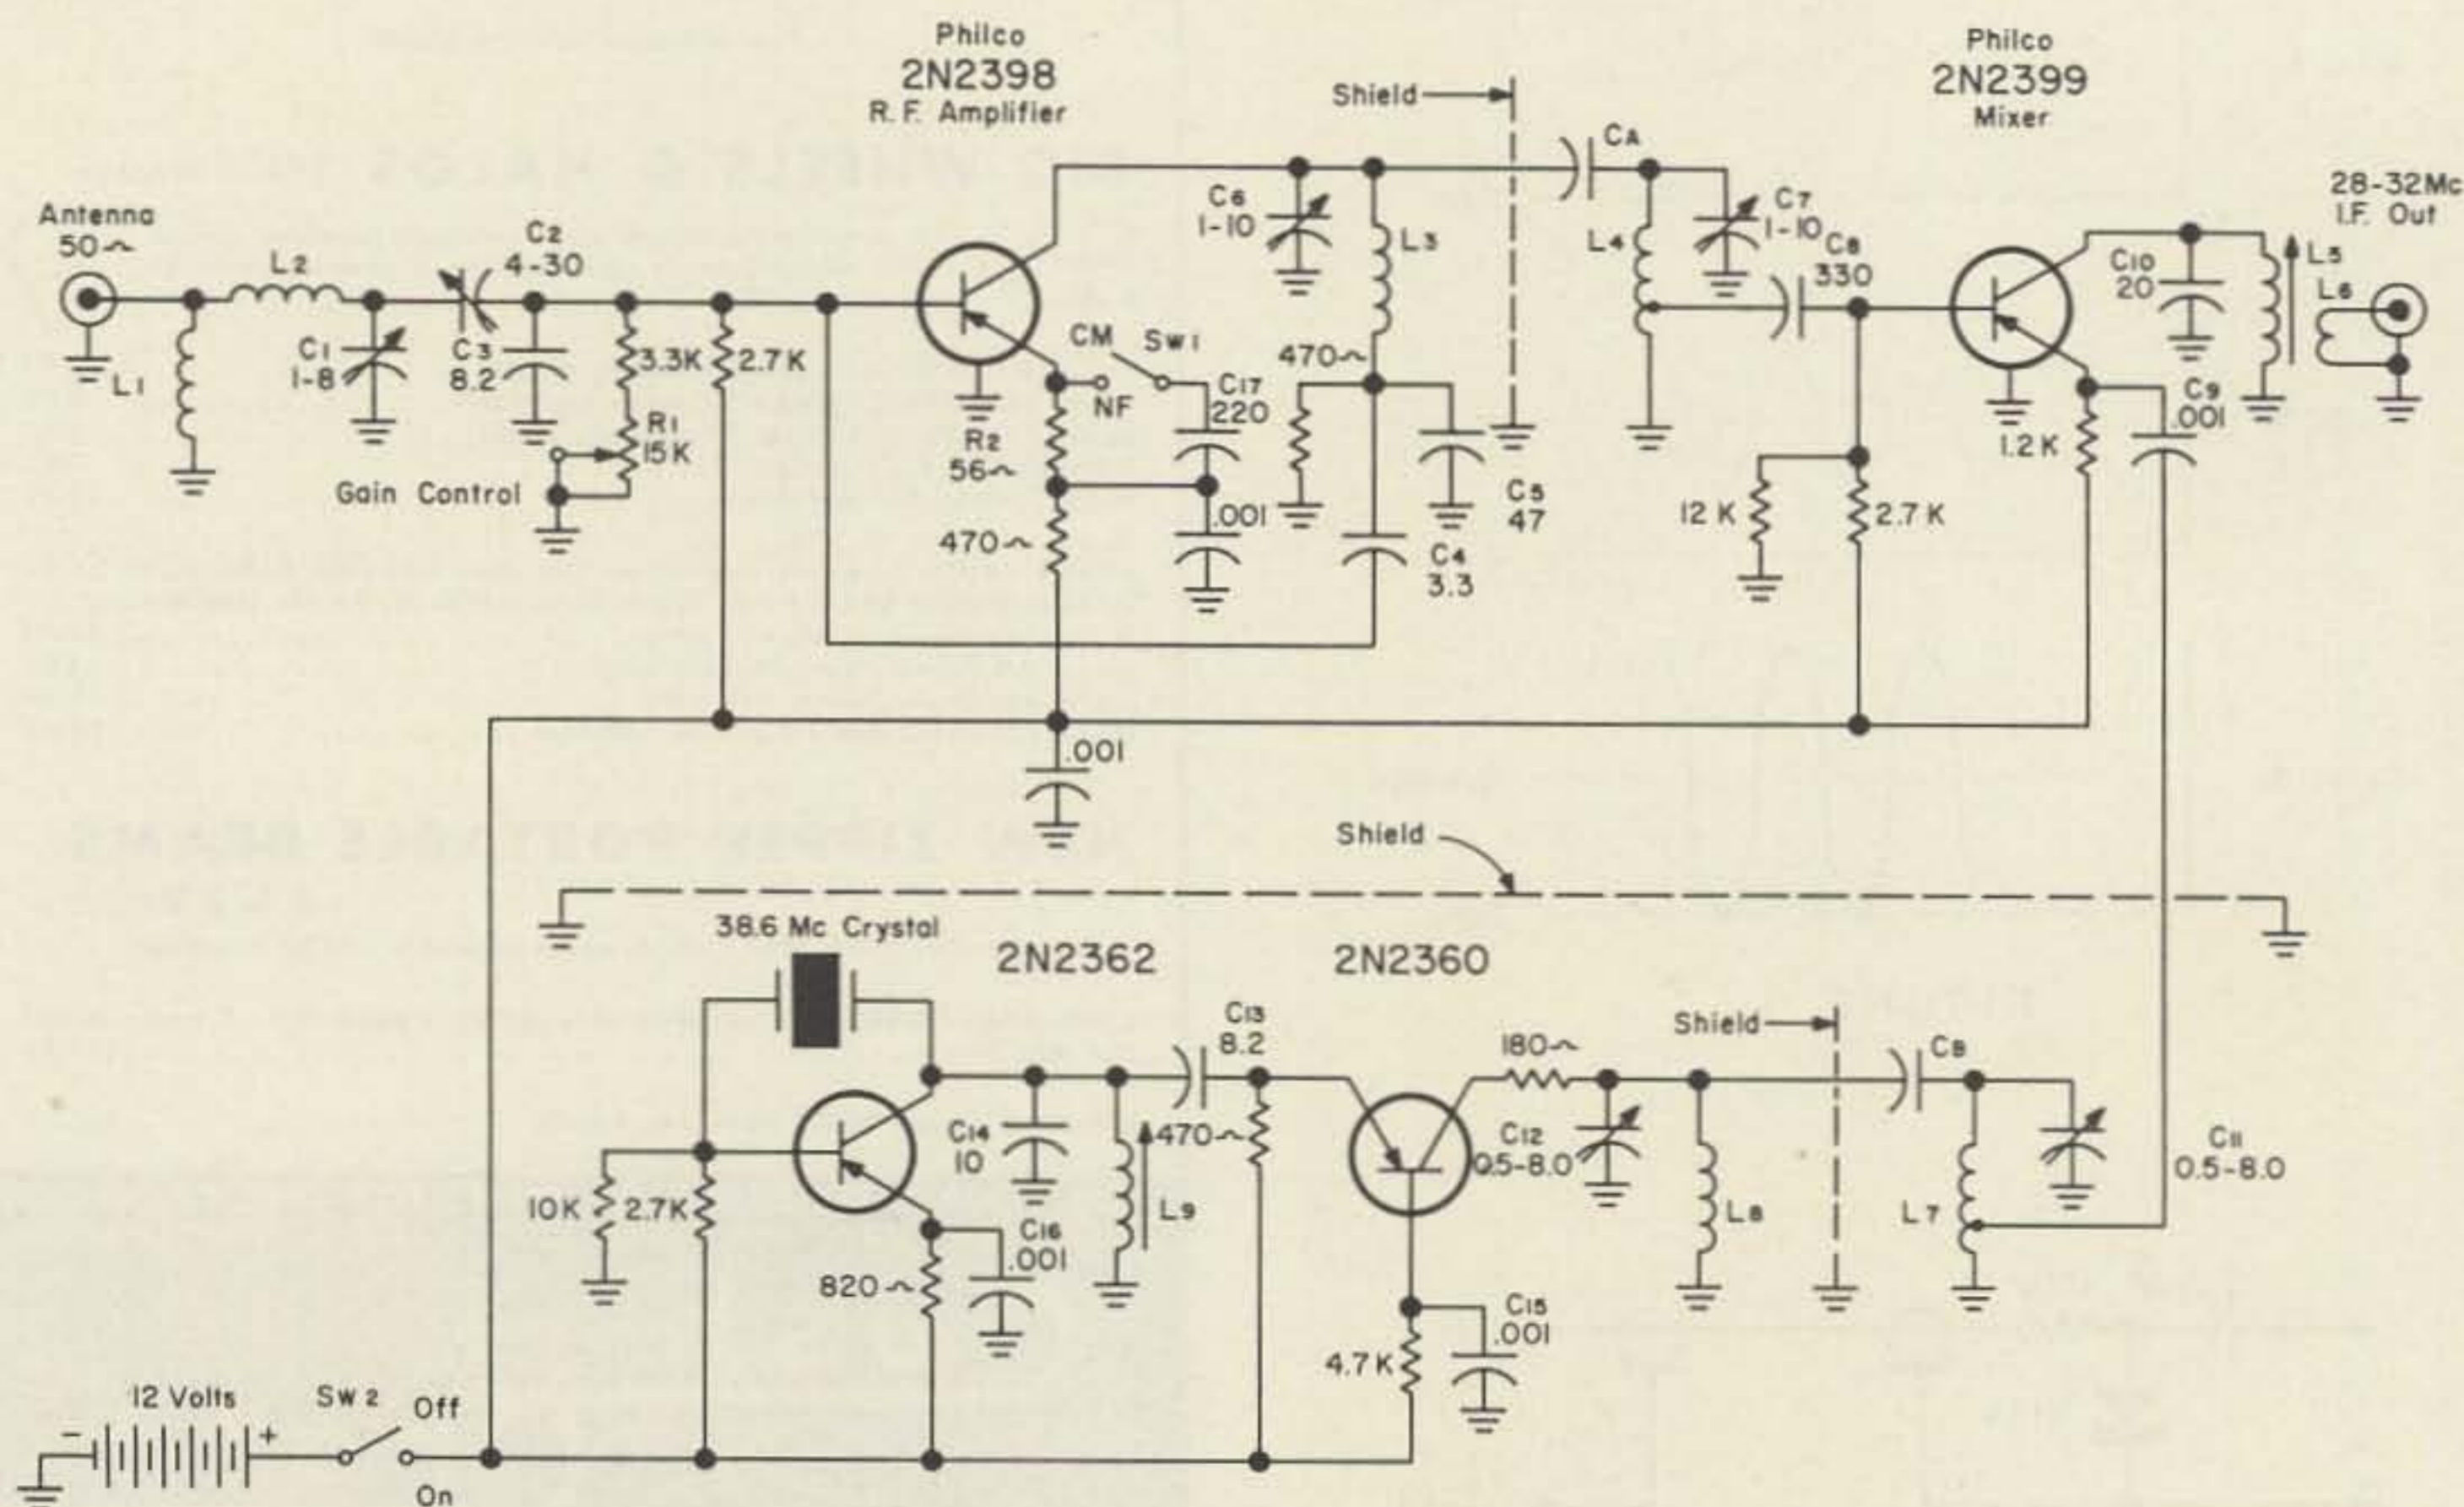 Philco
2N2398
R.F. Amplifier
Philco
2N2399
Mixer
Shield
CA
Antenna
50~
L2
C2
4-30
C6
1-10
L3
L4
C7
1-10
C8
330
C10
20
28-32Mc
I.F. Out
L5
L6
L1
C1
1-8
C3
8.2
3.3K
2.7K
CM
SW1
NF
470~
C17
220
R1
15K
Gain Control
R2
56~
470~
.001
C5
47
C4
3.3
12K
2.7K
1.2K
C9
.001
.001
Shield
38.6 Mc Crystal
2N2362
2N2360
C13
8.2
180~
Shield
CB
C14
10
470~
C12
0.5-8.0
C11
0.5-8.0
10K
2.7K
L9
L8
L7
C16
.001
820~
C15
.001
4.7K
12 Volts
SW2
Off
-
+
On